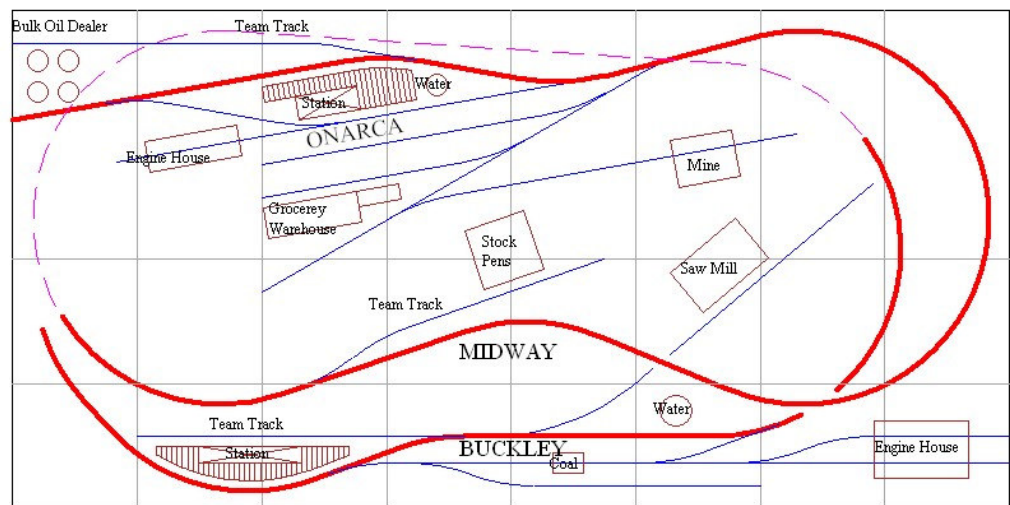 Bulk Oil Dealer
Team Track
Water
Station
ONARCA
Engine House
Mine
Grocerey
Warehouse
Stock
Pens
Saw Mill
Team Track
MIDWAY
Water
Team Track
BUCKLEY
Station
Coal
Engine House